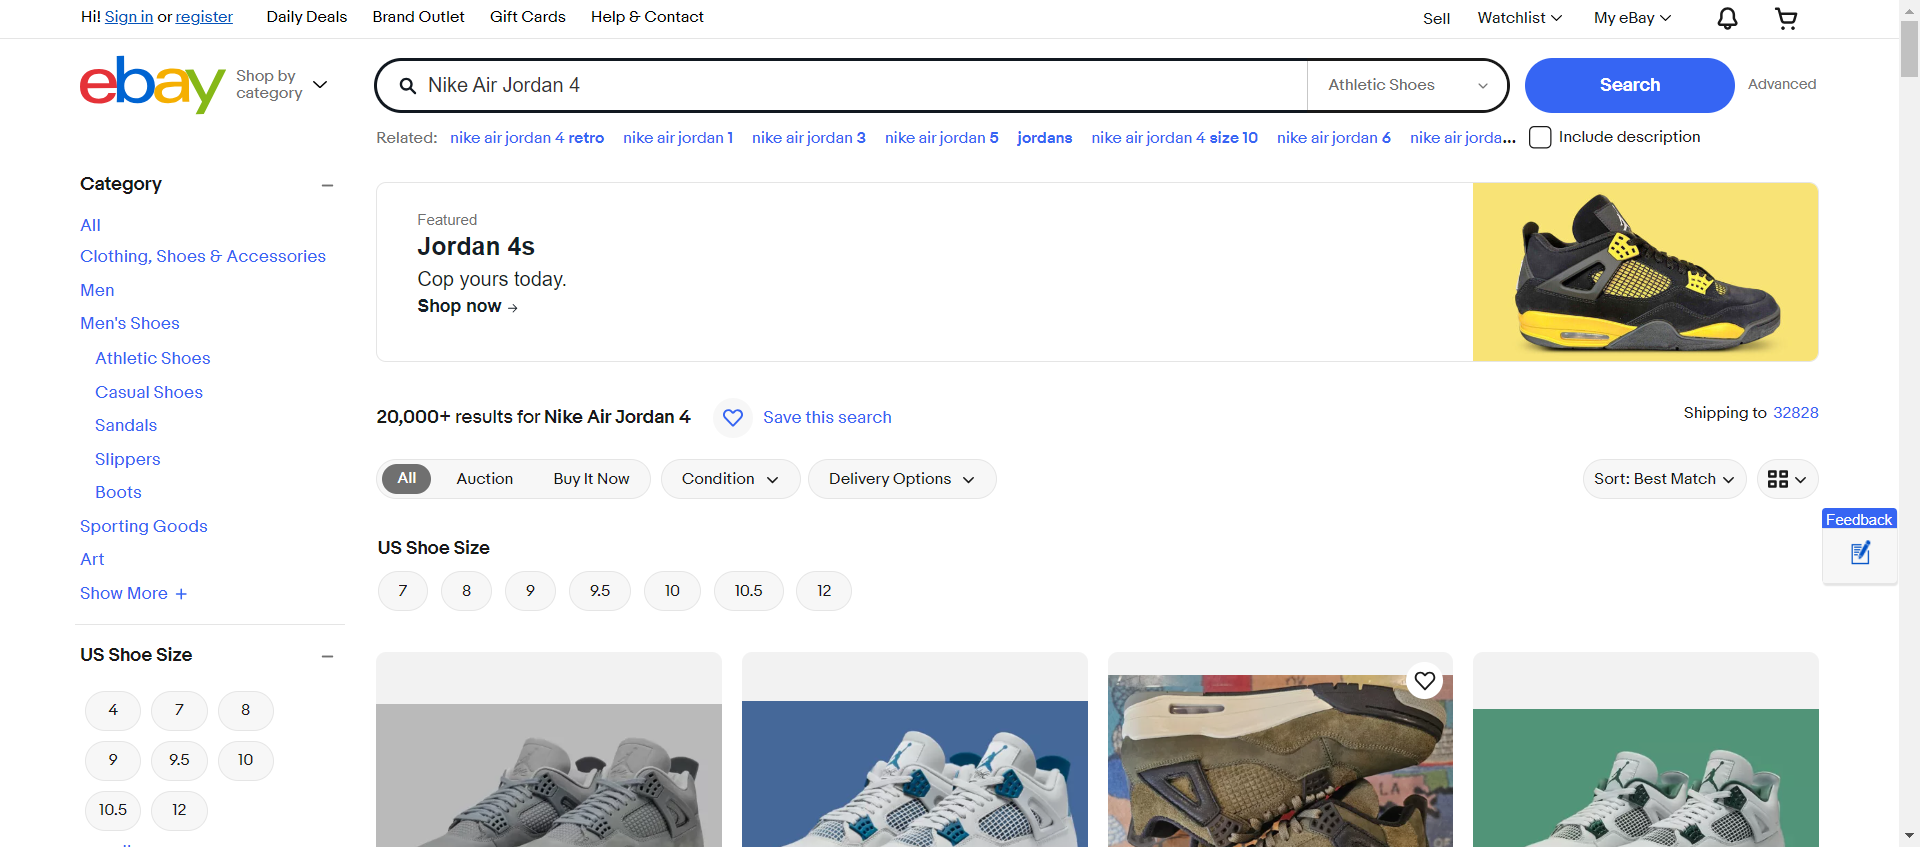 Hi! Sign in or register
Daily Deals
Brand Outlet
Gift Cards
Help & Contact
Sell
Watchlist
My eBay
ebay
Shop by
category
Nike Air Jordan 4
Athletic Shoes
Search
Advanced
Related: nike air jordan 4 retro nike air jordan 1 nike air jordan 3 nike air jordan 5 jordans nike air jordan 4 size 10 nike air jordan 6 nike air jorda...
Include description
Category
All
Clothing, Shoes & Accessories
Men
Men's Shoes
Athletic Shoes
Casual Shoes
Sandals
Slippers
Boots
Sporting Goods
Art
Show More +
US Shoe Size
4 7 8
9 9.5 10
10.5 12
Featured
Jordan 4s
Cop yours today.
Shop now →
20,000+ results for Nike Air Jordan 4
Save this search
Shipping to 32828
All
Auction
Buy It Now
Condition
Delivery Options
Sort: Best Match
Feedback
US Shoe Size
7 8 9 9.5 10 10.5 12